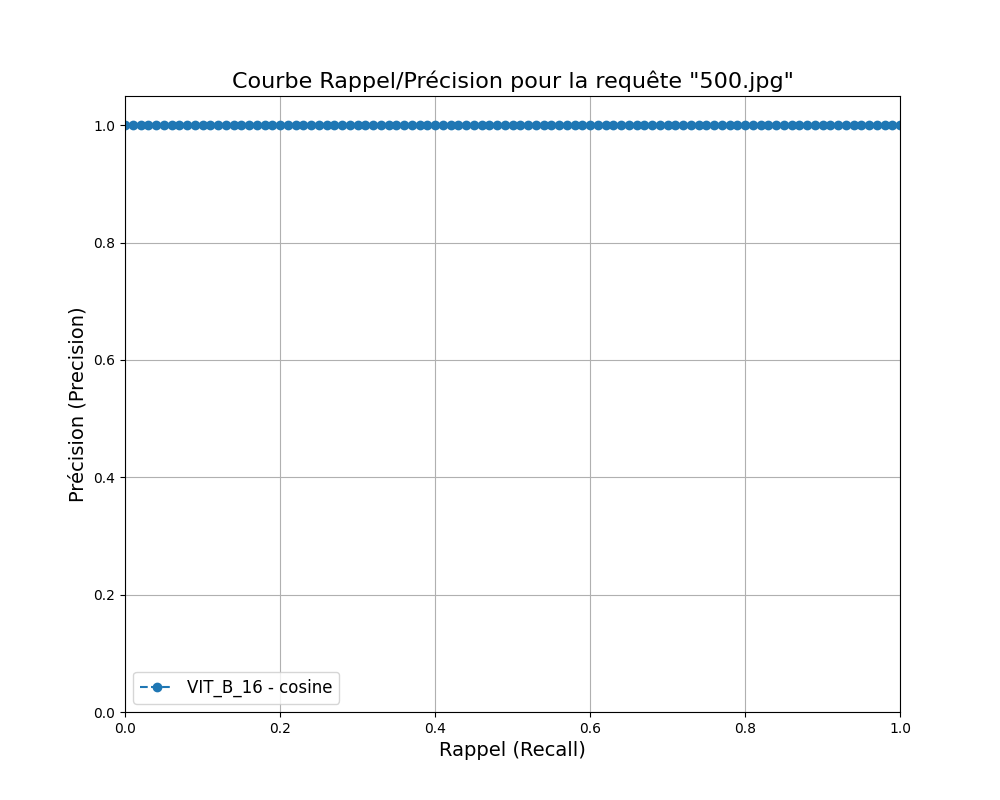 Courbe Rappel/Précision pour la requête "500.jpg"
1.0
0.8
0.6
0.4
0.2
0.0
Précision (Precision)
VIT_B_16 - cosine
0.0 0.2 0.4 0.6 0.8 1.0
Rappel (Recall)